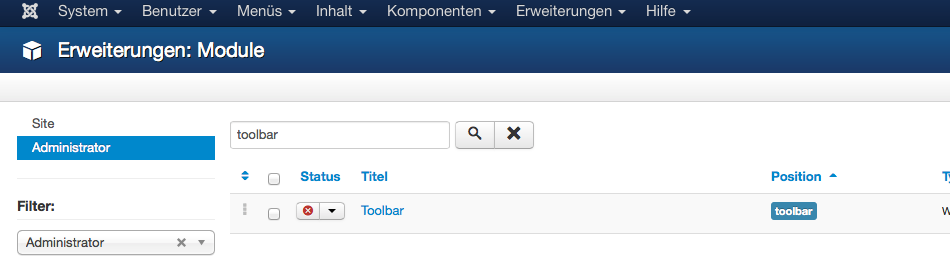 System Benutzer Menüs Inhalt Komponenten Erweiterungen Hilfe
Erweiterungen: Module
Site
Administrator
toolbar
Status Titel Position
Toolbar toolbar
Filter:
Administrator